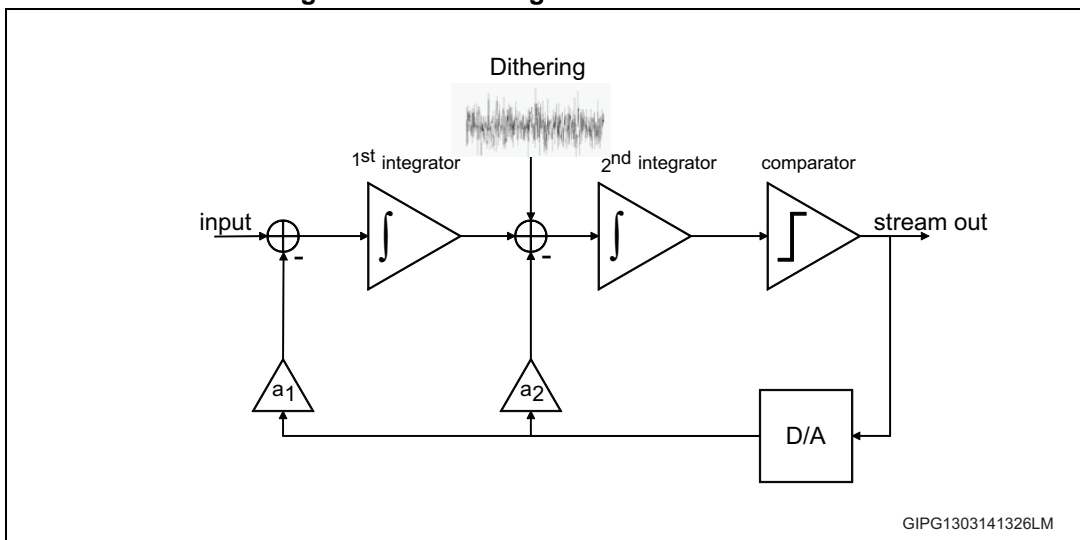 Dithering
1st integrator
2nd integrator
comparator
input
stream out
-
-
a1
a2
D/A
GIPG1303141326LM